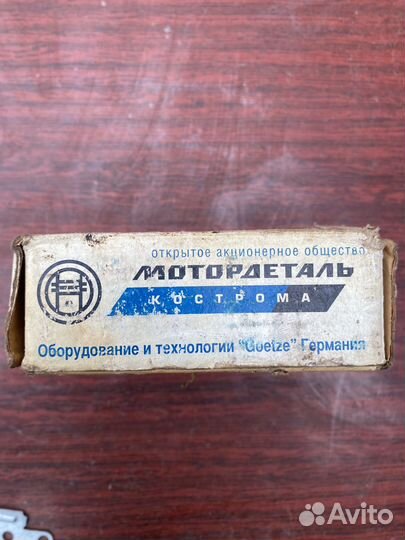 открытое акционерное общество
МОТОРДЕТАЛЬ
КОСТРОМА
Оборудование и технологии "Goetze" Германия
Avito